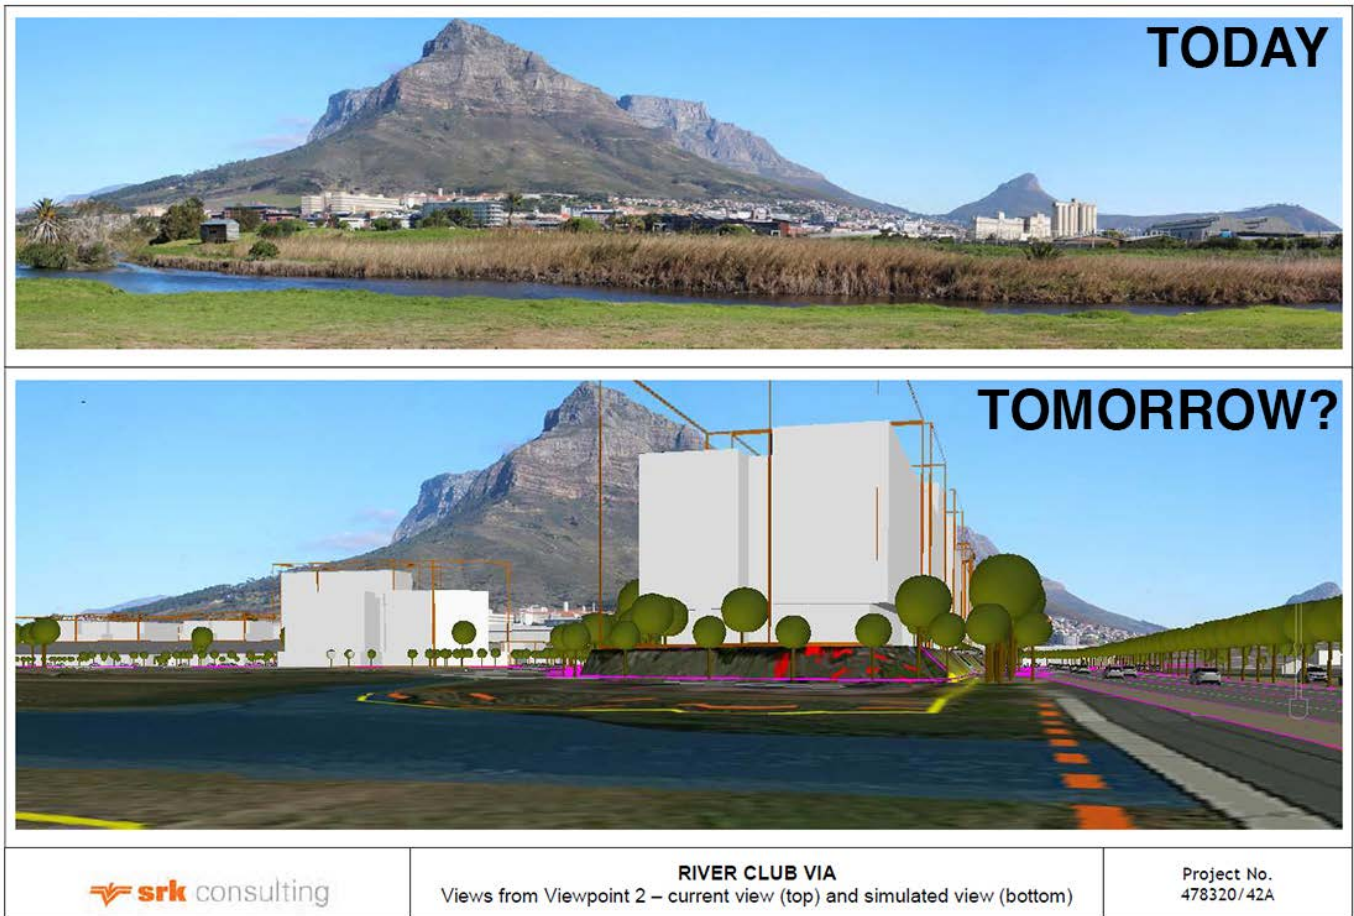 TODAY
TOMORROW?
srk consulting
RIVER CLUB VIA
Views from Viewpoint 2 – current view (top) and simulated view (bottom)
Project No.
478320/42A